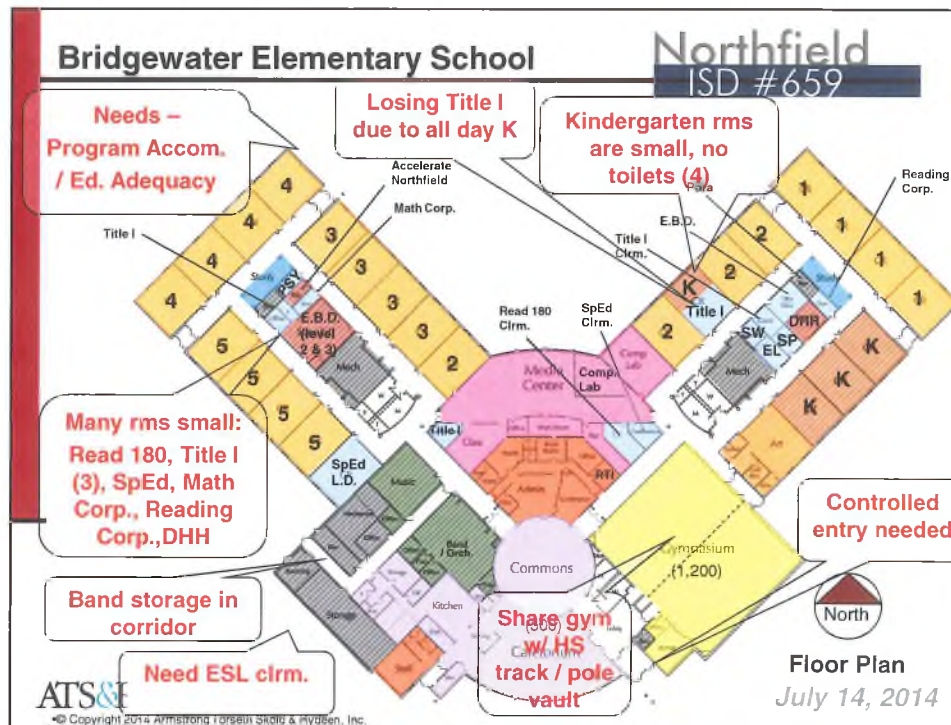 Bridgewater Elementary School
Northfield
ISD #659
Needs –
Program Accom.
/ Ed. Adequacy
Losing Title I
due to all day K
Kindergarten rms
are small, no
toilets (4)
Accelerate
Northfield
Math Corp.
Title I
Para
Reading
Corp.
E.B.D.
Title I
Clrm.
4
4
4
4
3
3
3
3
2
5
5
5
PSY
E.B.D.
(level
2 & 3)
Mech
SpEd
L.D.
Title I
Read 180
Clrm.
SpEd
Clrm.
Media
Center
Comp.
Lab
Comp
Lab
K
2
2
2
Title I
1
1
1
1
SW
EL
SP
DRR
Mech
K
K
K
Art
RTI
Admin
Music
Band
/ Orch.
Kitchen
Storage
Commons
Gymnasium
(1,200)
Many rms small:
Read 180, Title I
(3), SpEd, Math
Corp., Reading
Corp.,DHH
Band storage in
corridor
Need ESL clrm.
Share gym
w/ HS
track / pole
vault
(300)
Cafetorium
Controlled
entry needed
North
Floor Plan
July 14, 2014
ATS&R
•© Copyright 2014 Armstrong Torseth Skold & Rydeen, Inc.